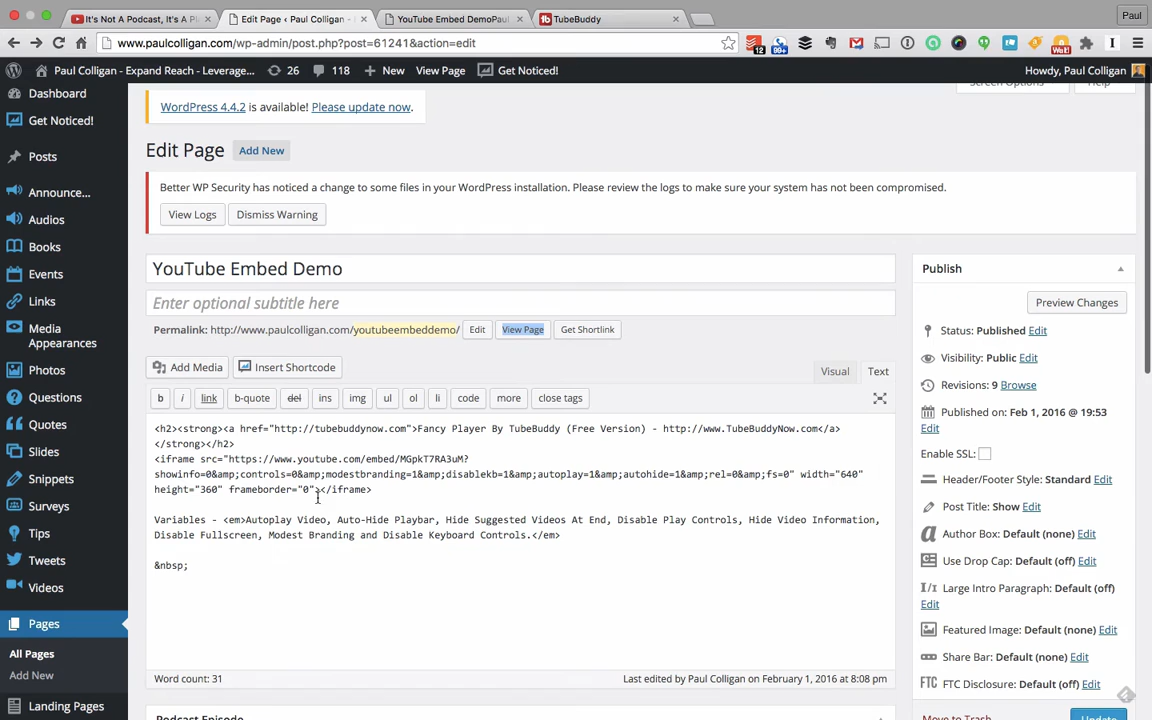 It's Not A Podcast, It's A Pl
Edit Page ‹ Paul Colligan -
YouTube Embed DemoPaul
TubeBuddy
Paul
www.paulcolligan.com/wp-admin/post.php?post=61241&action=edit
12
99+
Wait
Paul Colligan - Expand Reach - Leverage...
26
118
New
View Page
Get Noticed!
Howdy, Paul Colligan
Screen Options
Help
Dashboard
Get Noticed!
Posts
Announce...
Audios
Books
Events
Links
Media
Appearances
Photos
Questions
Quotes
Slides
Snippets
Surveys
Tips
Tweets
Videos
Pages
All Pages
Add New
Landing Pages
WordPress 4.4.2 is available! Please update now.
Edit Page Add New
Better WP Security has noticed a change to some files in your WordPress installation. Please review the logs to make sure your system has not been compromised.
View Logs Dismiss Warning
YouTube Embed Demo
Enter optional subtitle here
Permalink: http://www.paulcolligan.com/youtubeembeddemo/ Edit View Page Get Shortlink
Add Media Insert Shortcode
Visual Text
b i link b-quote del ins img ul ol li code more close tags
<h2><strong><a href="http://tubebuddynow.com">Fancy Player By TubeBuddy (Free Version) - http://www.TubeBuddyNow.com</a>
</strong></h2>
<iframe src="https://www.youtube.com/embed/MGpkT7RA3uM?
showinfo=0&amp;controls=0&amp;modestbranding=1&amp;disablekb=1&amp;autoplay=1&amp;autohide=1&amp;rel=0&amp;fs=0" width="640"
height="360" frameborder="0"></iframe>
Variables - <em>Autoplay Video, Auto-Hide Playbar, Hide Suggested Videos At End, Disable Play Controls, Hide Video Information,
Disable Fullscreen, Modest Branding and Disable Keyboard Controls.</em>
&nbsp;
Word count: 31
Last edited by Paul Colligan on February 1, 2016 at 8:08 pm
Podcast Episode
Publish
Preview Changes
Status: Published Edit
Visibility: Public Edit
Revisions: 9 Browse
Published on: Feb 1, 2016 @ 19:53
Edit
Enable SSL:
Header/Footer Style: Standard Edit
Post Title: Show Edit
Author Box: Default (none) Edit
Use Drop Cap: Default (off) Edit
Large Intro Paragraph: Default (off)
Edit
Featured Image: Default (none) Edit
Share Bar: Default (none) Edit
FTC Disclosure: Default (off) Edit
Move to Trash
Update